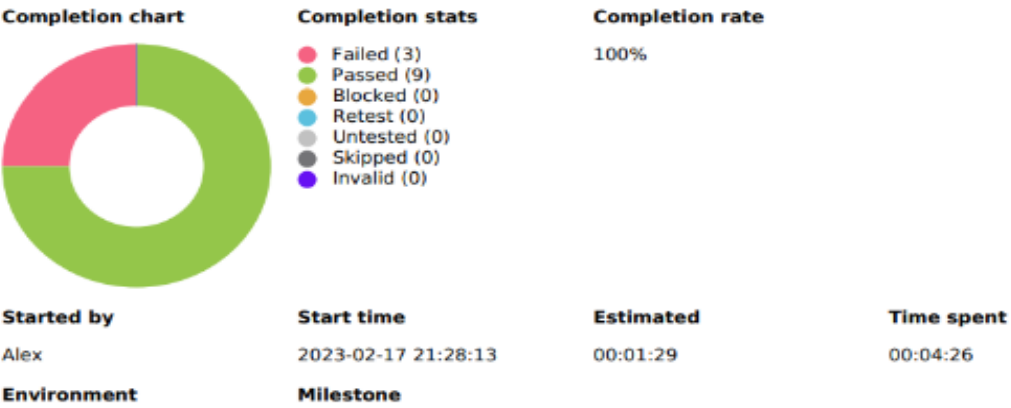 Completion chart
Completion stats
Completion rate
Failed (3)
100%
Passed (9)
Blocked (0)
Retest (0)
Untested (0)
Skipped (0)
Invalid (0)
Started by
Start time
Estimated
Time spent
Alex
2023-02-17 21:28:13
00:01:29
00:04:26
Environment
Milestone